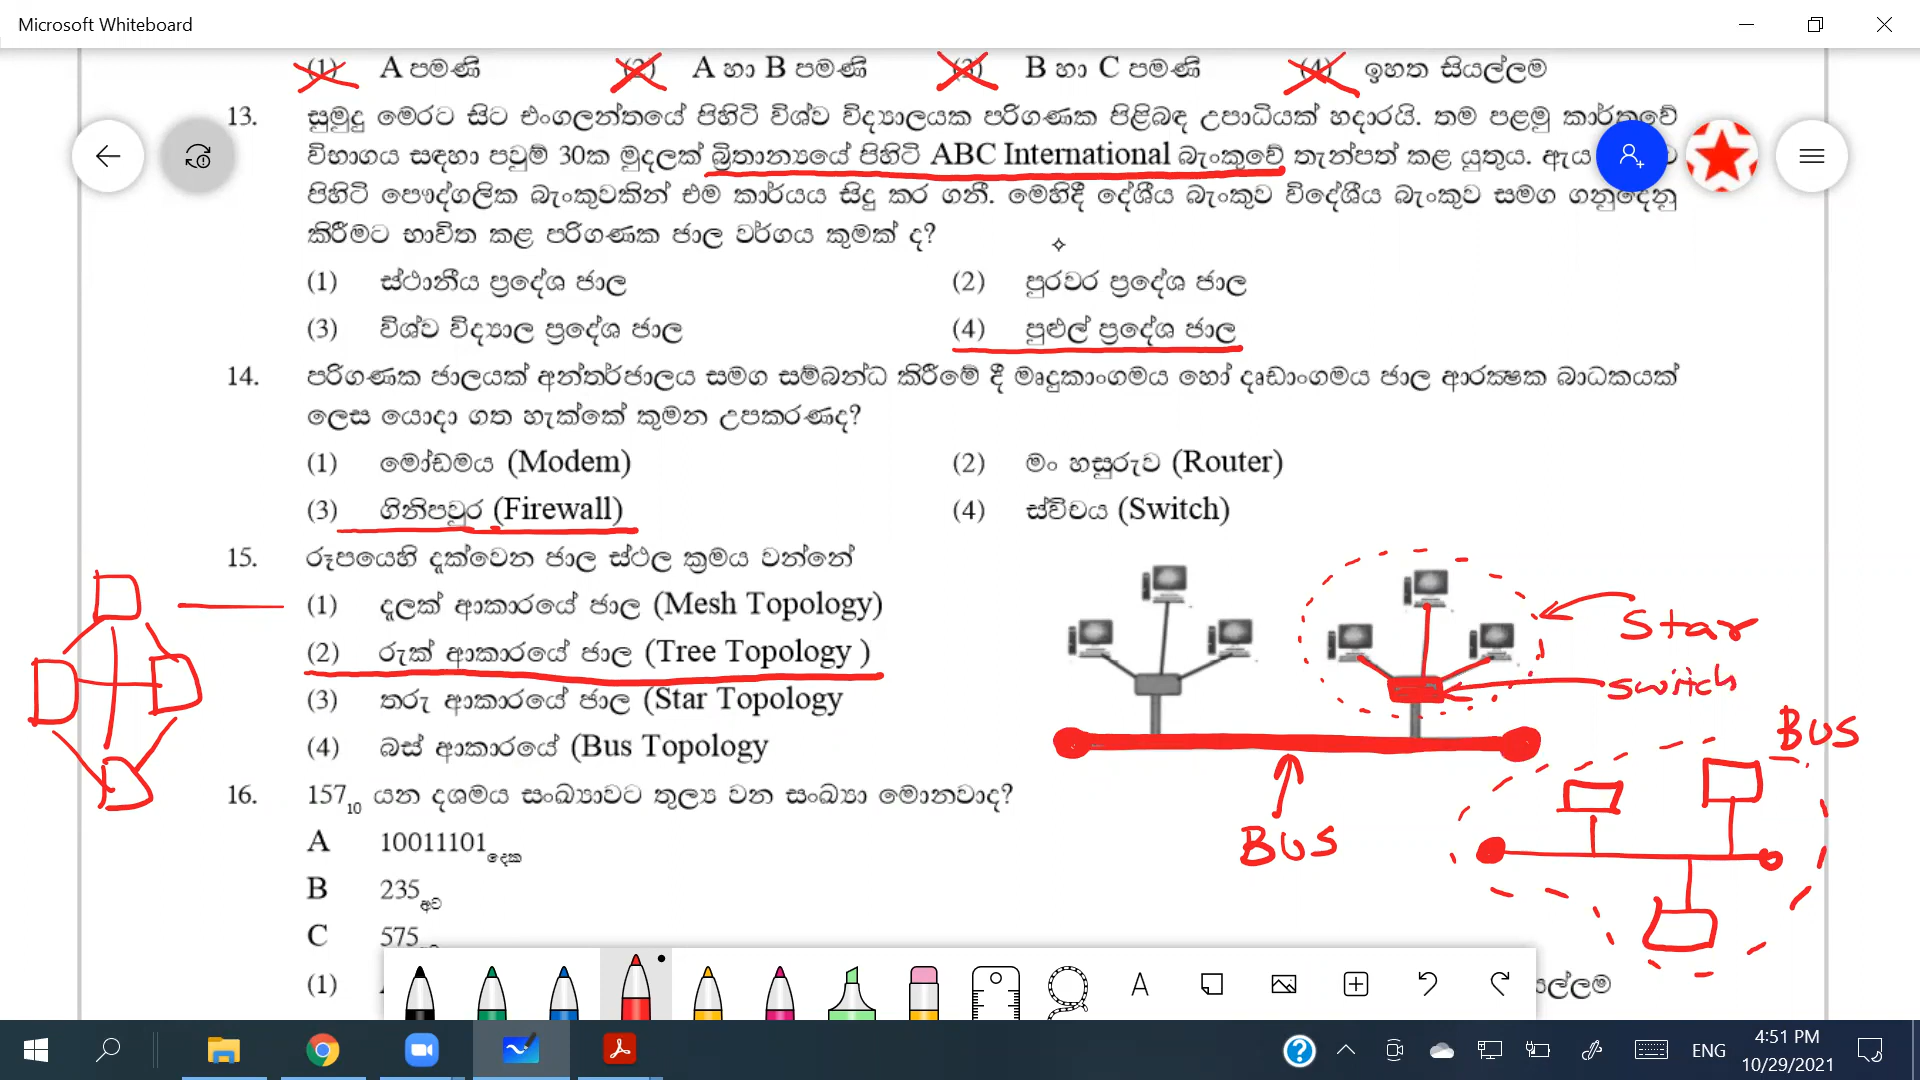 Microsoft Whiteboard
(1) A පමණි (2) A හා B පමණි (3) B හා C පමණි (4) ඉහත සියල්ලම
13. සුමුදු මෙරට සිට එංගලන්තයේ පිහිටි විශ්ව විද්‍යාලයක පරිගණක පිළිබඳ උපාධියක් හදාරයි. තම පළමු කාර්තුවේ
විභාගය සඳහා පවුම් 30ක මුදලක් බ්‍රිතාන්‍යයේ පිහිටි ABC International බැංකුවේ තැන්පත් කළ යුතුය. ඇය
පිහිටි පෞද්ගලික බැංකුවකින් එම කාර්යය සිදු කර ගනී. මෙහිදී දේශීය බැංකුව විදේශීය බැංකුව සමග ගනුදෙනු
කිරීමට භාවිත කළ පරිගණක ජාල වර්ගය කුමක් ද?
(1) ස්ථානීය ප්‍රදේශ ජාල (2) පුරවර ප්‍රදේශ ජාල
(3) විශ්ව විද්‍යාල ප්‍රදේශ ජාල (4) පුළුල් ප්‍රදේශ ජාල
14. පරිගණක ජාලයක් අන්තර්ජාලය සමග සම්බන්ධ කිරීමේ දී මෘදුකාංගමය හෝ දෘඩාංගමය ජාල ආරක්‍ෂක බාධකයක්
ලෙස යොදා ගත හැක්කේ කුමන උපකරණද?
(1) මෝඩමය (Modem) (2) මං හසුරුව (Router)
(3) ගිනිපවුර (Firewall) (4) ස්විචය (Switch)
15. රූපයෙහි දැක්වෙන ජාල ස්ථල ක්‍රමය වන්නේ
(1) දැලක් ආකාරයේ ජාල (Mesh Topology)
(2) රුක් ආකාරයේ ජාල (Tree Topology )
(3) තරු ආකාරයේ ජාල (Star Topology
(4) බස් ආකාරයේ (Bus Topology
Star
Switch
BUS
BUS
16. 157₁₀ යන දශමය සංඛ්‍යාවට තුල්‍ය වන සංඛ්‍යා මොනවාද?
A 10011101දෙක
B 235අට
C 575
(1)
යල්ලම
A
ENG
4:51 PM
10/29/2021